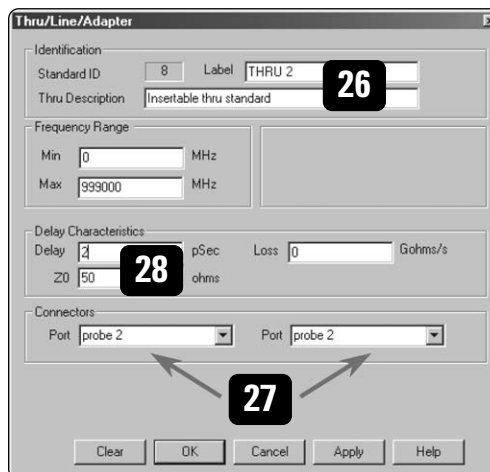 Thru/Line/Adapter
Identification
Standard ID 8 Label THRU 2
26
Thru Description Insertable thru standard
Frequency Range
Min 0 MHz
Max 999000 MHz
Delay Characteristics
Delay 2 pSec Loss 0 Gohms/s
28
Z0 50 ohms
Connectors
Port probe 2 Port probe 2
27
Clear OK Cancel Apply Help